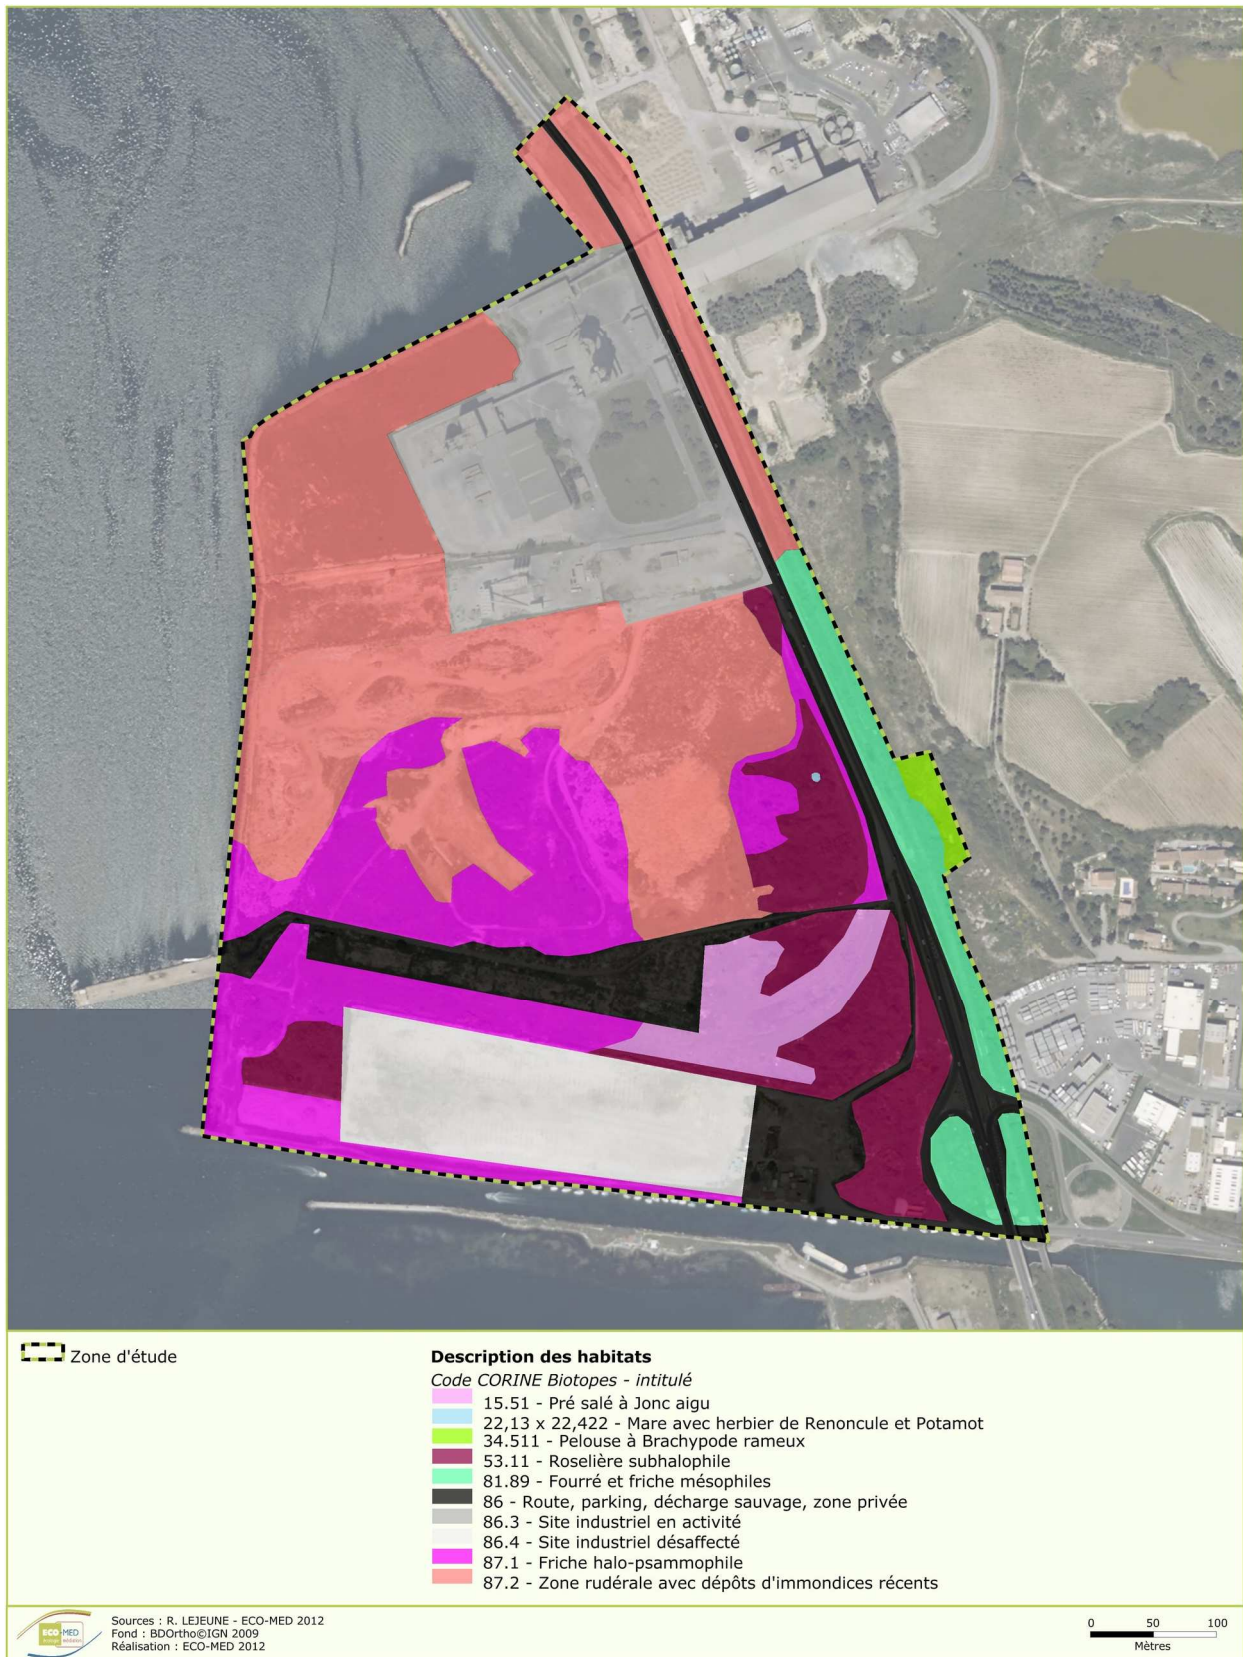 Zone d'étude
Description des habitats
Code CORINE Biotopes - intitulé
15.51 - Pré salé à Jonc aigu
22,13 x 22,422 - Mare avec herbier de Renoncule et Potamot
34.511 - Pelouse à Brachypode rameux
53.11 - Roselière subhalophile
81.89 - Fourré et friche mésophiles
86 - Route, parking, décharge sauvage, zone privée
86.3 - Site industriel en activité
86.4 - Site industriel désaffecté
87.1 - Friche halo-psammophile
87.2 - Zone rudérale avec dépôts d'immondices récents
ECO-MED
Sources : R. LEJEUNE - ECO-MED 2012
Fond : BDOrtho©IGN 2009
Réalisation : ECO-MED 2012
0 50 100
Mètres